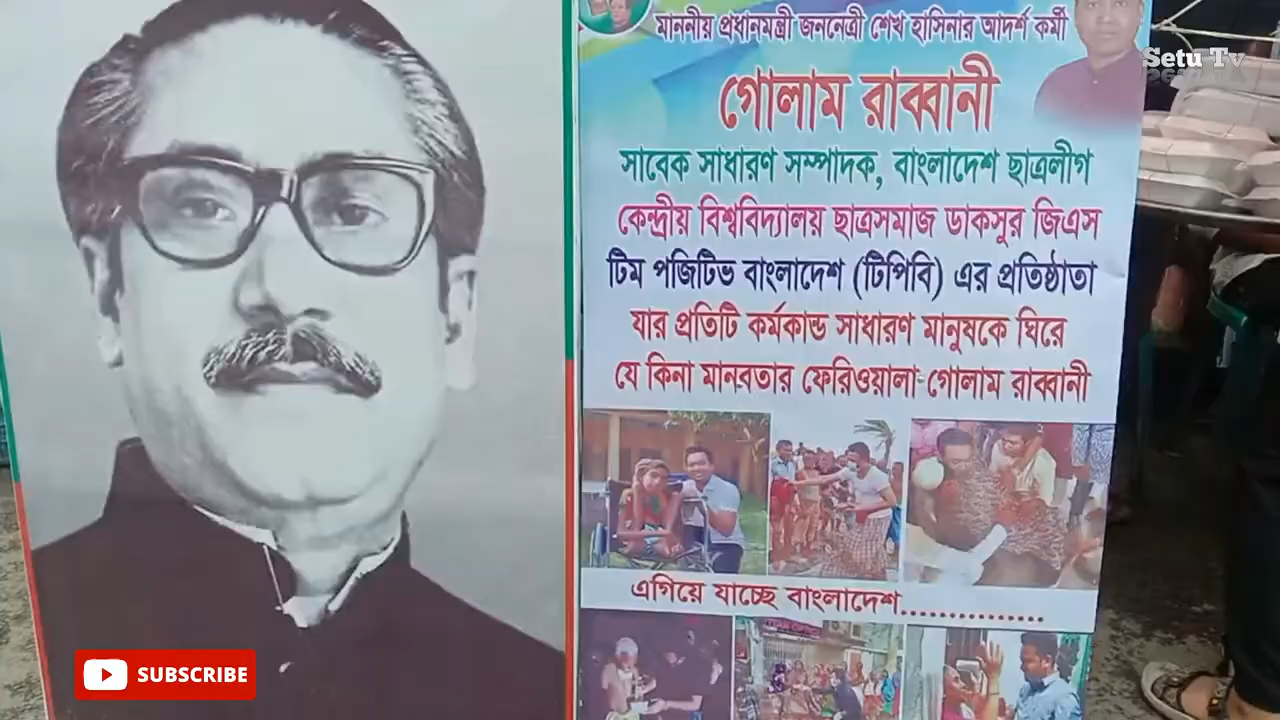 মাননীয় প্রধানমন্ত্রী জননেত্রী শেখ হাসিনার আদর্শ কর্মী
Setu Tv
গোলাম রাব্বানী
সাবেক সাধারণ সম্পাদক, বাংলাদেশ ছাত্রলীগ
কেন্দ্রীয় বিশ্ববিদ্যালয় ছাত্রসমাজ ডাকসুর জিএস
টিম পজিটিভ বাংলাদেশ (টিপিবি) এর প্রতিষ্ঠাতা
যার প্রতিটি কর্মকান্ড সাধারণ মানুষকে ঘিরে
যে কিনা মানবতার ফেরিওয়ালা-গোলাম রাব্বানী
এগিয়ে যাচ্ছে বাংলাদেশ................
SUBSCRIBE